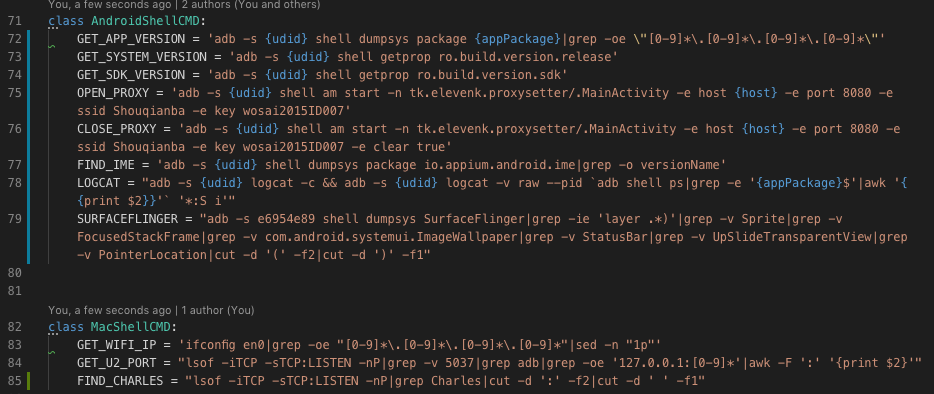 You, a few seconds ago | 2 authors (You and others)
71 class AndroidShellCMD:
72 GET_APP_VERSION = 'adb -s {udid} shell dumpsys package {appPackage}|grep -oe \"[0-9]*\.[0-9]*\.[0-9]*\.[0-9]*\"'
73 GET_SYSTEM_VERSION = 'adb -s {udid} shell getprop ro.build.version.release'
74 GET_SDK_VERSION = 'adb -s {udid} shell getprop ro.build.version.sdk'
75 OPEN_PROXY = 'adb -s {udid} shell am start -n tk.elevenk.proxysetter/.MainActivity -e host {host} -e port 8080 -e
ssid Shouqianba -e key wosai2015ID007'
76 CLOSE_PROXY = 'adb -s {udid} shell am start -n tk.elevenk.proxysetter/.MainActivity -e host {host} -e port 8080 -e
ssid Shouqianba -e key wosai2015ID007 -e clear true'
77 FIND_IME = 'adb -s {udid} shell dumpsys package io.appium.android.ime|grep -o versionName'
78 LOGCAT = "adb -s {udid} logcat -c && adb -s {udid} logcat -v raw --pid `adb shell ps|grep -e '{appPackage}$'|awk '{
{print $2}}'` '*:S i'"
79 SURFACEFLINGER = "adb -s e6954e89 shell dumpsys SurfaceFlinger|grep -ie 'layer .*)'|grep -v Sprite|grep -v
FocusedStackFrame|grep -v com.android.systemui.ImageWallpaper|grep -v StatusBar|grep -v UpSlideTransparentView|grep
-v PointerLocation|cut -d '(' -f2|cut -d ')' -f1"
80
81
You, a few seconds ago | 1 author (You)
82 class MacShellCMD:
83 GET_WIFI_IP = 'ifconfig en0|grep -oe "[0-9]*\.[0-9]*\.[0-9]*\.[0-9]*"|sed -n "1p"'
84 GET_U2_PORT = "lsof -iTCP -sTCP:LISTEN -nP|grep -v 5037|grep adb|grep -oe '127.0.0.1:[0-9]*'|awk -F ':' '{print $2}'"
85 FIND_CHARLES = "lsof -iTCP -sTCP:LISTEN -nP|grep Charles|cut -d ':' -f2|cut -d ' ' -f1"